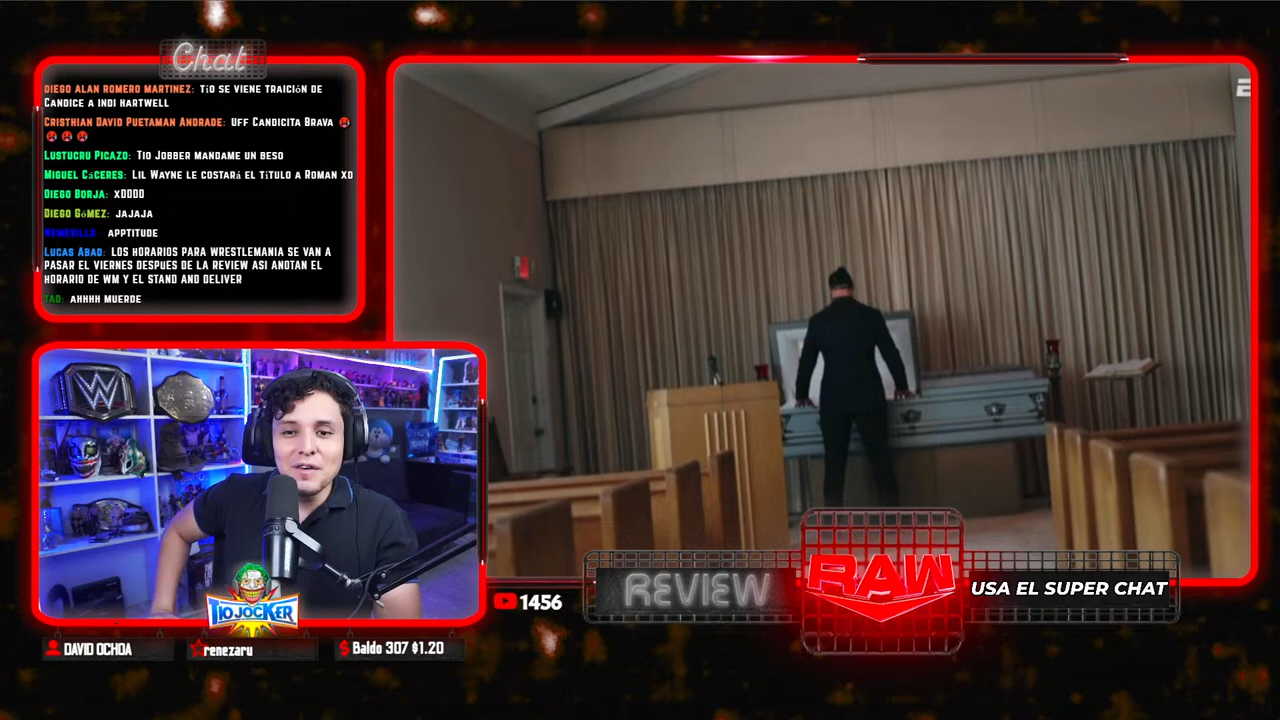 Chat
DIEGO ALAN ROMERO MARTINEZ: TÍO SE VIENE TRAICIÓN DE
CANDICE A INDI HARTWELL
CRISTHIAN DAVID PUETAMAN ANDRADE: UFF CANDICITA BRAVA
LUSTUCRU PICAZO: TIO JOBBER MANDAME UN BESO
MIGUEL CÁCERES: LIL WAYNE LE COSTARÁ EL TÍTULO A ROMAN XD
DIEGO BORJA: XDDDD
DIEGO GÓMEZ: JAJAJA
APPTITUDE
LUCAS ABAD: LOS HORARIOS PARA WRESTLEMANIA SE VAN A
PASAR EL VIERNES DESPUES DE LA REVIEW ASI ANOTAN EL
HORARIO DE WM Y EL STAND AND DELIVER
TAD: AHHHH MUERDE
W
TIO JOCKER
1456
REVIEW
RAW
USA EL SUPER CHAT
DAVID OCHOA
renezaru
Baldo 307 $1.20